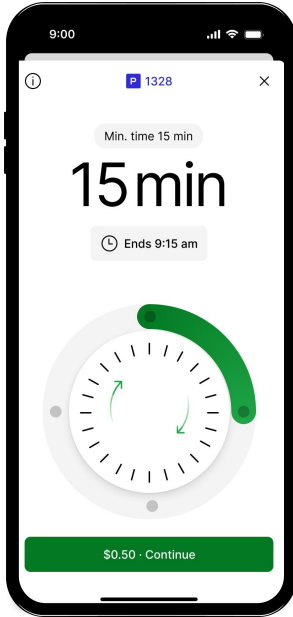 9:00
P 1328
Min. time 15 min
15 min
Ends 9:15 am
$0.50 · Continue